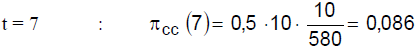 t = 7 : π_CC (7) = 0,5 · 10 · 10/580 = 0,086